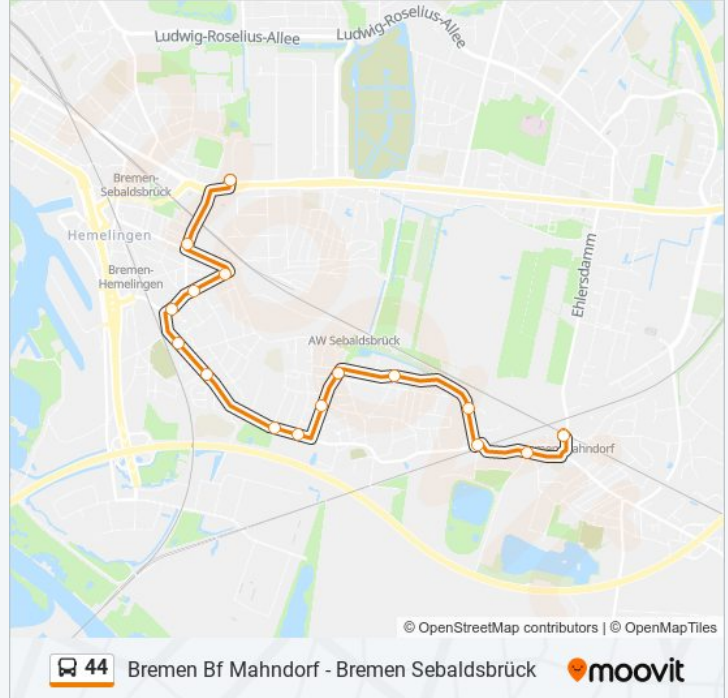 Ludwig-Roselius-Allee
Ludwig-Roselius-Allee
Bremen-
Sebaldsbrück
Hemelingen
Bremen-
Hemelingen
Ehlersdamm
AW Sebaldsbrück
Mahndorf
© OpenStreetMap contributors | © OpenMapTiles
44 Bremen Bf Mahndorf - Bremen Sebaldsbrück moovit